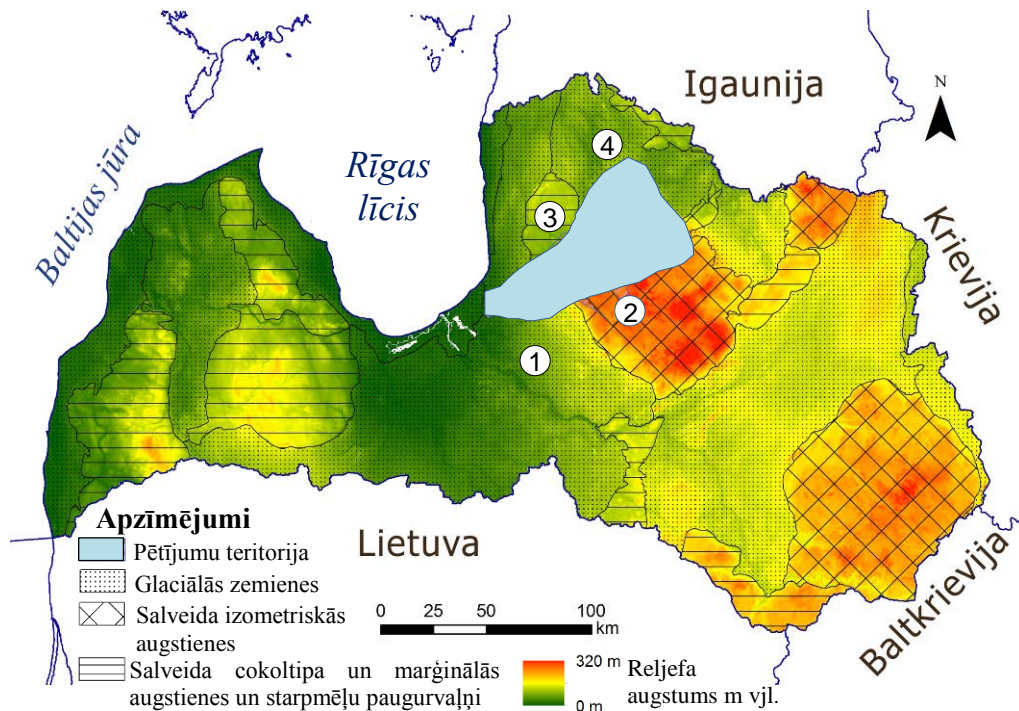 Igaunija
N
Baltijas jūra
Rīgas
līcis
4
3
Krievija
2
1
Lietuva
Baltkrievija
Apzīmējumi
Pētījumu teritorija
Glaciālās zemienes
Salveida izometriskās
augstienes
Salveida cokoltipa un marģinālās
augstienes un starpmēļu paugurvaļņi
0 25 50 100
km
320 m
0 m
Reljefa
augstums m vjl.